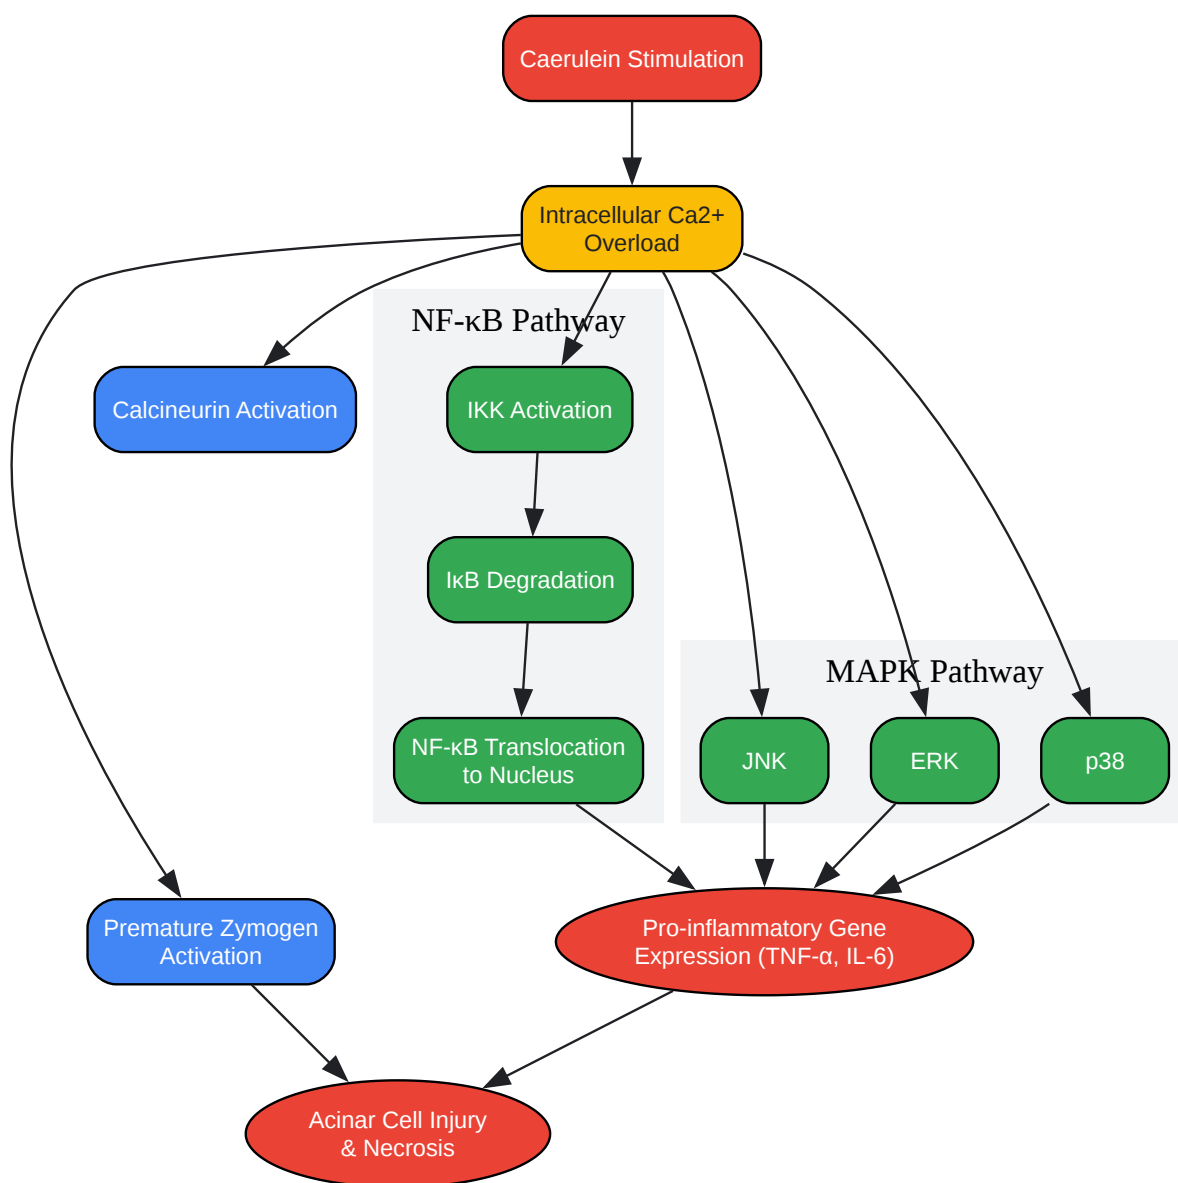 Caerulein Stimulation
Intracellular Ca2+
Overload
NF-κB Pathway
Calcineurin Activation
IKK Activation
IκB Degradation
MAPK Pathway
NF-κB Translocation
to Nucleus
JNK
ERK
p38
Premature Zymogen
Activation
Pro-inflammatory Gene
Expression (TNF-α, IL-6)
Acinar Cell Injury
& Necrosis